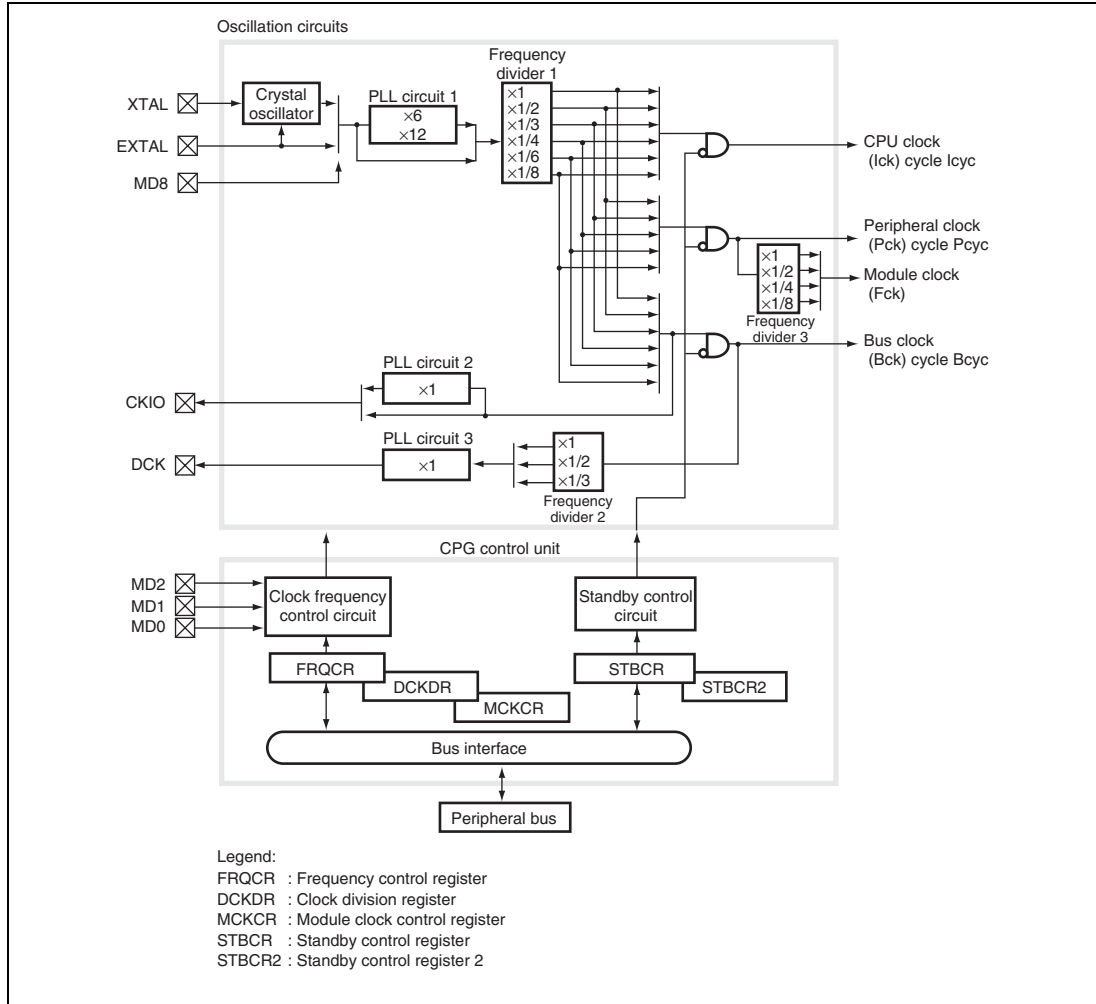 Oscillation circuits
XTAL
EXTAL
MD8
Crystal
oscillator
PLL circuit 1
×6
×12
Frequency
divider 1
×1
×1/2
×1/3
×1/4
×1/6
×1/8
CPU clock
(Ick) cycle Icyc
Peripheral clock
(Pck) cycle Pcyc
×1
×1/2
×1/4
×1/8
Frequency
divider 3
Module clock
(Fck)
Bus clock
(Bck) cycle Bcyc
CKIO
PLL circuit 2
×1
DCK
PLL circuit 3
×1
×1
×1/2
×1/3
Frequency
divider 2
CPG control unit
MD2
MD1
MD0
Clock frequency
control circuit
Standby control
circuit
FRQCR
DCKDR
MCKCR
STBCR
STBCR2
Bus interface
Peripheral bus
Legend:
FRQCR : Frequency control register
DCKDR : Clock division register
MCKCR : Module clock control register
STBCR : Standby control register
STBCR2 : Standby control register 2